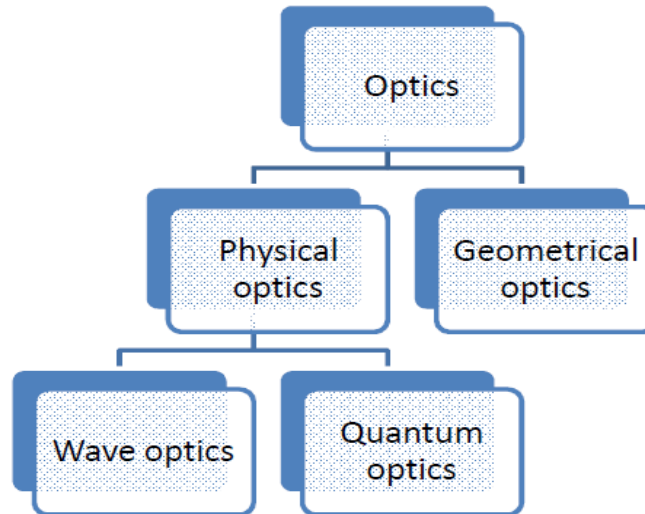 Optics
Physical
optics
Geometrical
optics
Wave optics
Quantum
optics